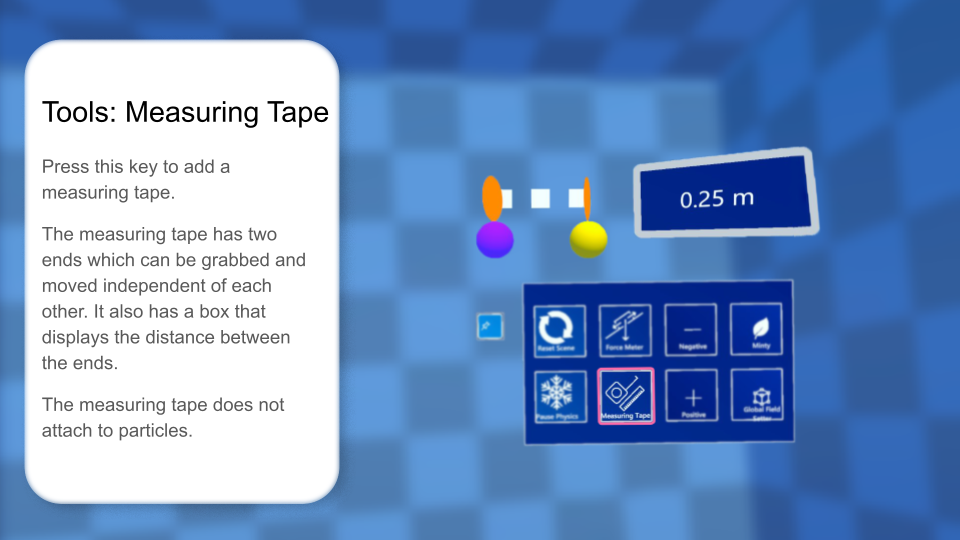 Tools: Measuring Tape
Press this key to add a
measuring tape.
The measuring tape has two
ends which can be grabbed and
moved independent of each
other. It also has a box that
displays the distance between
the ends.
The measuring tape does not
attach to particles.
0.25 m
Reset Scene
Force Meter
Negative
Minty
Pause Physics
Measuring Tape
Positive
Global Field
Setter